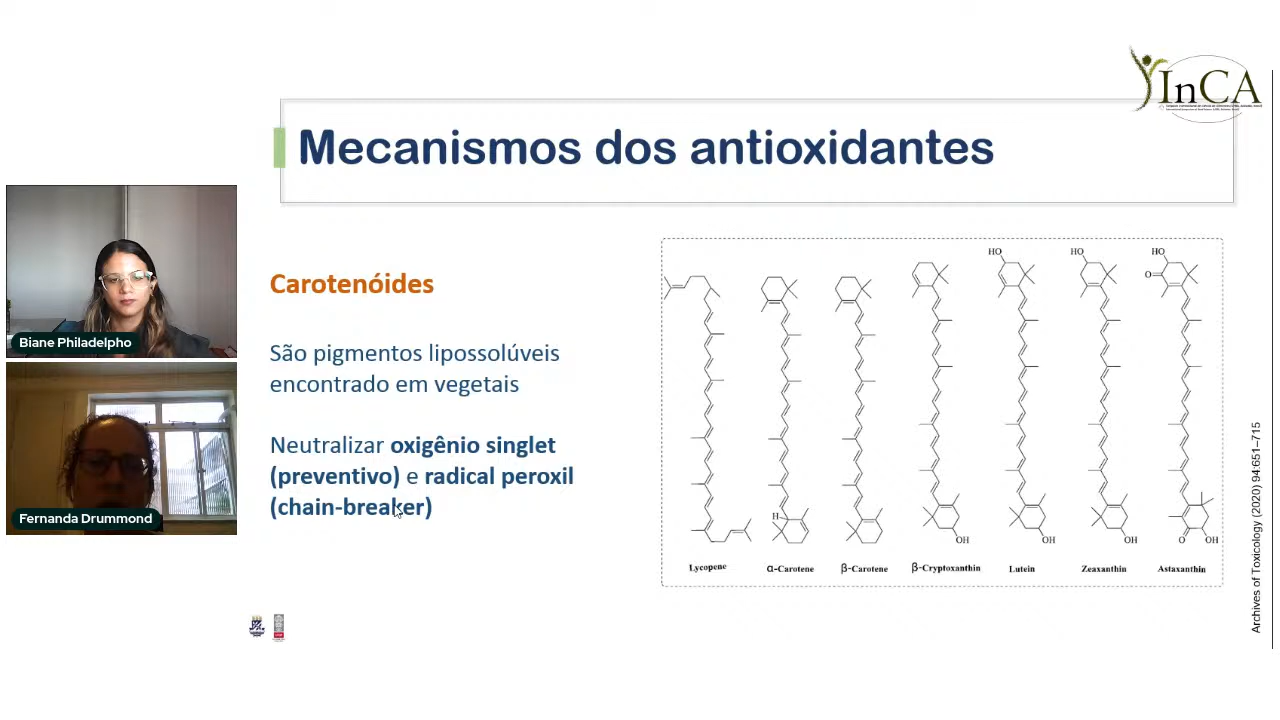 InCA
Mecanismos dos antioxidantes
Biane Philadelpho
Fernanda Drummond
Carotenóides
São pigmentos lipossolúveis
encontrado em vegetais
Neutralizar oxigênio singlet
(preventivo) e radical peroxil
(chain-breaker)
HO HO HO
O
H
OH OH OH O OH
Lycopene α-Carotene β-Carotene β-Cryptoxanthin Lutein Zeaxanthin Astaxanthin
Archives of Toxicology (2020) 94:651–715